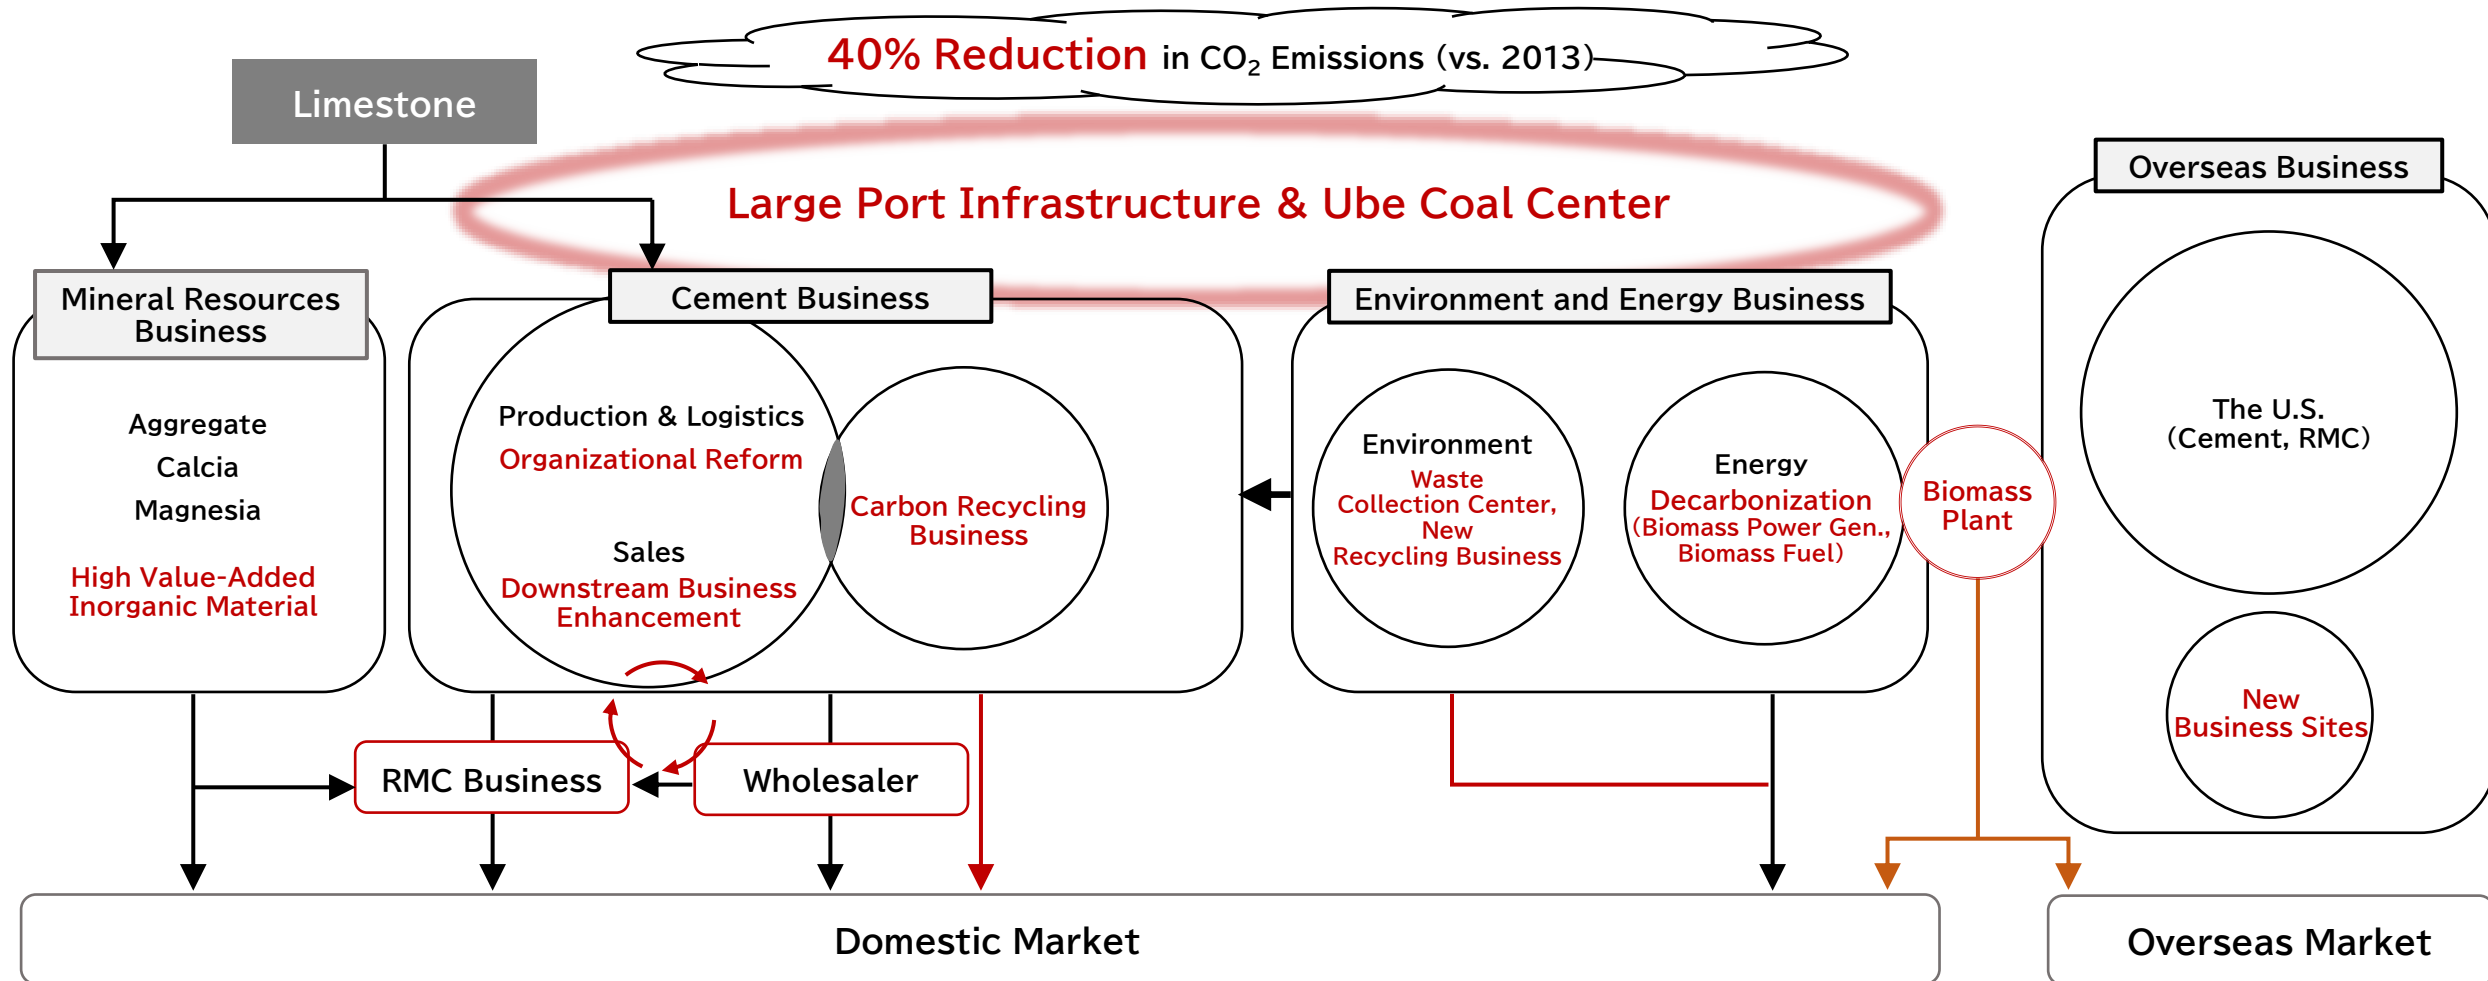 40% Reduction in CO₂ Emissions (vs. 2013)
Limestone
Large Port Infrastructure & Ube Coal Center
Overseas Business
Mineral Resources
Business
Cement Business
Environment and Energy Business
Aggregate
Calcia
Magnesia
High Value-Added
Inorganic Material
Production & Logistics
Organizational Reform
Sales
Downstream Business
Enhancement
Carbon Recycling
Business
Environment
Waste
Collection Center,
New
Recycling Business
Energy
Decarbonization
(Biomass Power Gen.,
Biomass Fuel)
Biomass
Plant
The U.S.
(Cement, RMC)
New
Business Sites
RMC Business
Wholesaler
Domestic Market
Overseas Market